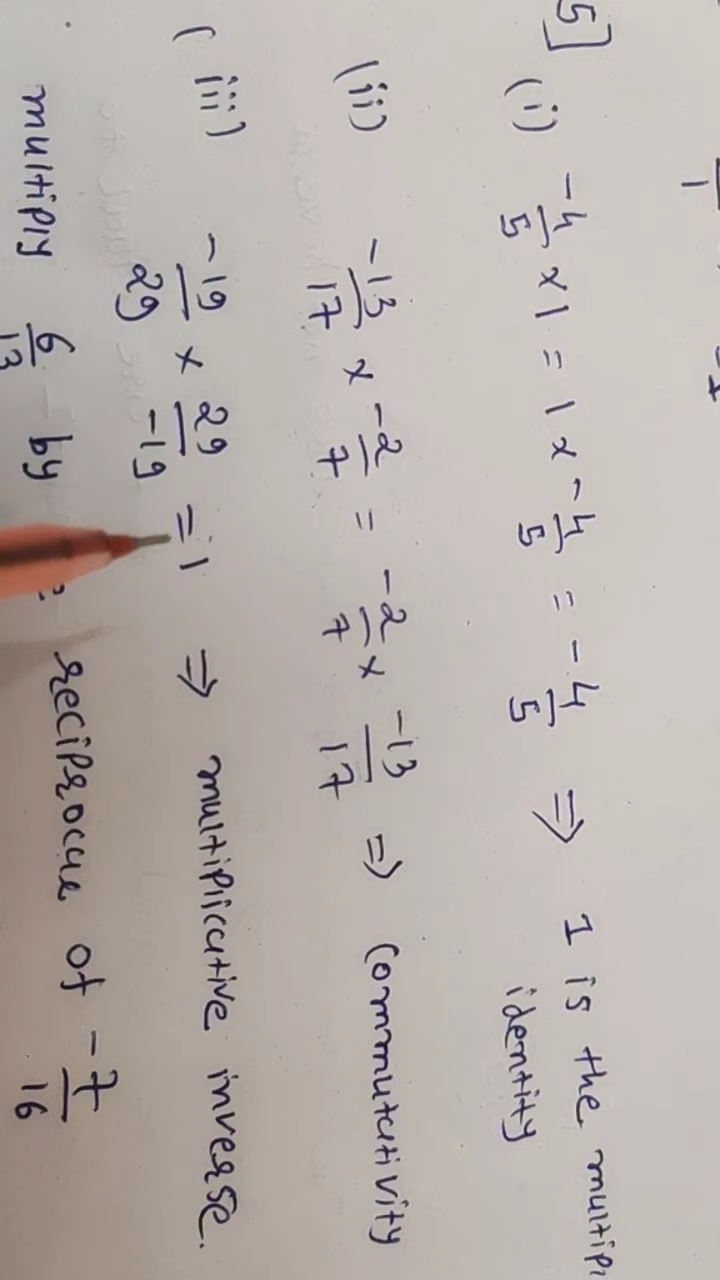 5] (i) -4/5 × 1 = 1 × -4/5 = -4/5 ⇒ 1 is the
identity
(ii) -13/17 × -2/7 = -2/7 × -13/17 ⇒ Commutativity
(iii) -19/29 × 29/-19 = 1 ⇒ multiplicative inverse.
multiply 6/13 by reciprocal of -7/16